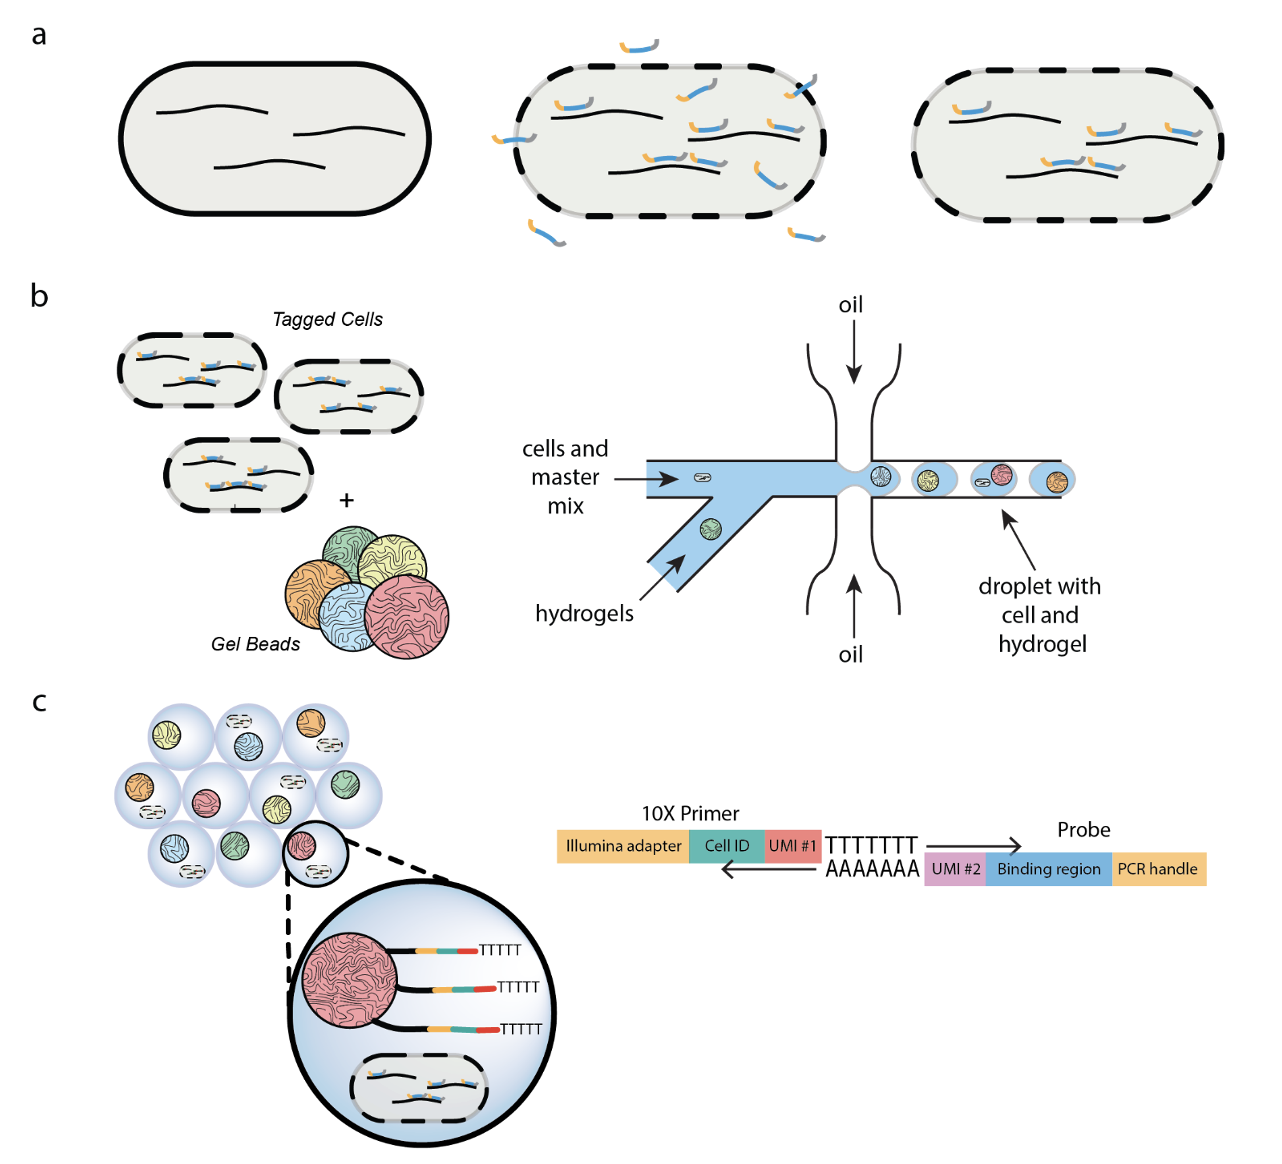 a
b
Tagged Cells
+
Gel Beads
oil
cells and
master
mix
hydrogels
droplet with
cell and
hydrogel
oil
c
10X Primer
Probe
Illumina adapter Cell ID UMI #1 TTTTTTT
AAAAAAA UMI #2 Binding region PCR handle
TTTTT
TTTTT
TTTTT